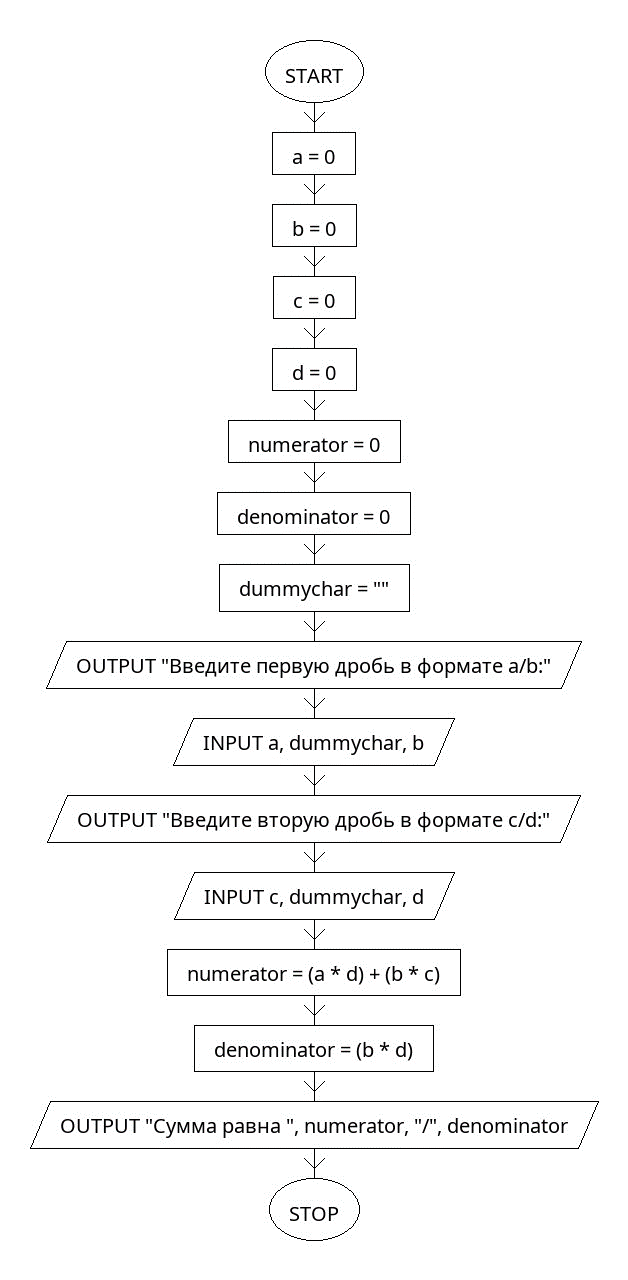 START
a = 0
b = 0
c = 0
d = 0
numerator = 0
denominator = 0
dummychar = ""
OUTPUT "Введите первую дробь в формате a/b:"
INPUT a, dummychar, b
OUTPUT "Введите вторую дробь в формате c/d:"
INPUT c, dummychar, d
numerator = (a * d) + (b * c)
denominator = (b * d)
OUTPUT "Сумма равна ", numerator, "/", denominator
STOP